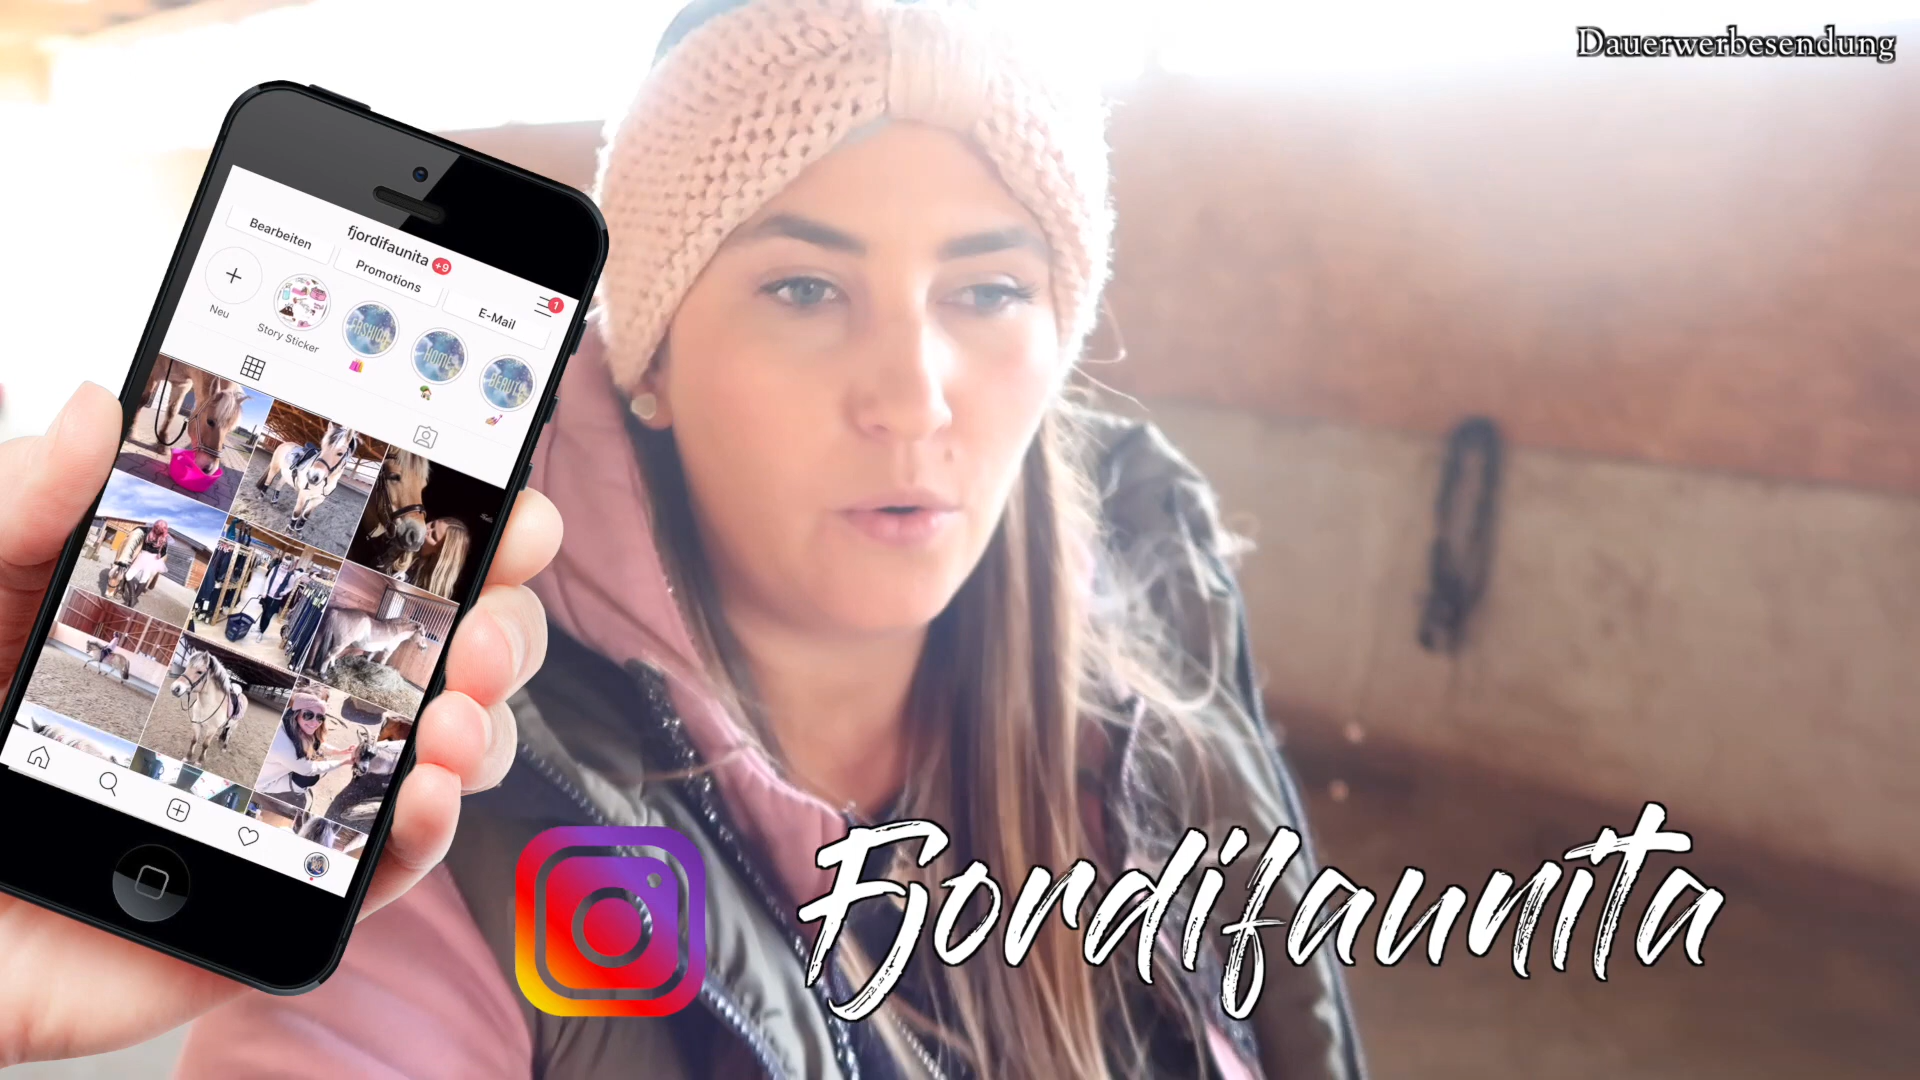 Dauerwerbesendung
fjordifaunita +9
Bearbeiten
Promotions
E-Mail
1
Neu
Story Sticker
FASHION
HOME
BEAUTY
Fjordifaunita